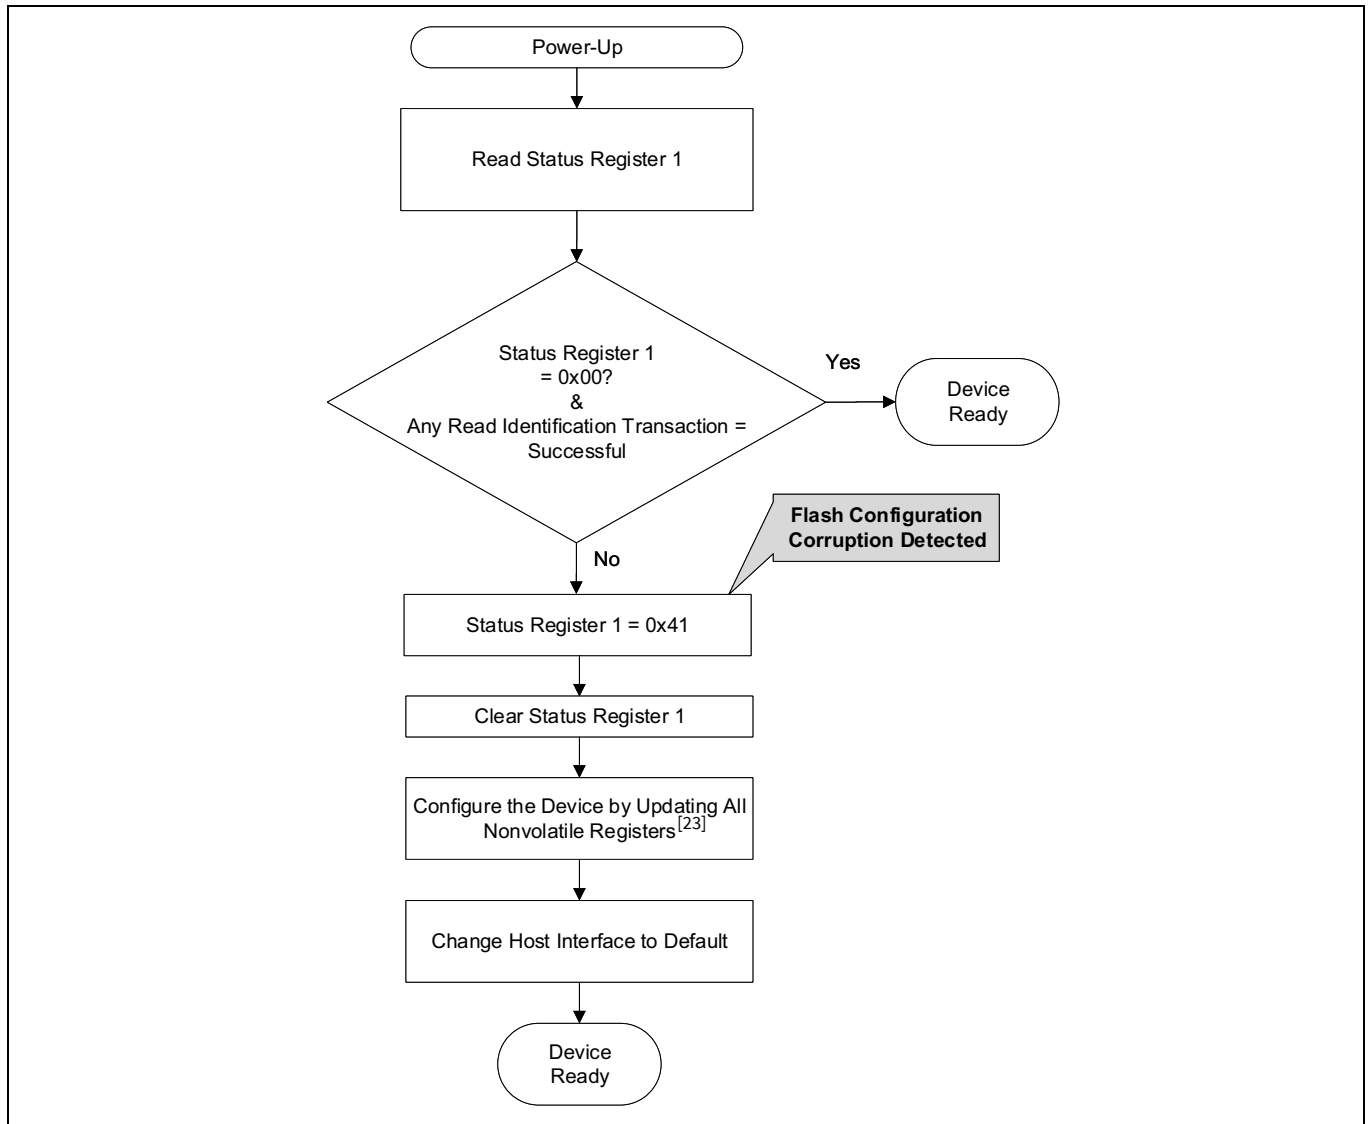 Power-Up
Read Status Register 1
Status Register 1
= 0x00?
&
Any Read Identification Transaction =
Successful
Yes
Device
Ready
Flash Configuration
Corruption Detected
No
Status Register 1 = 0x41
Clear Status Register 1
Configure the Device by Updating All
Nonvolatile Registers[23]
Change Host Interface to Default
Device
Ready